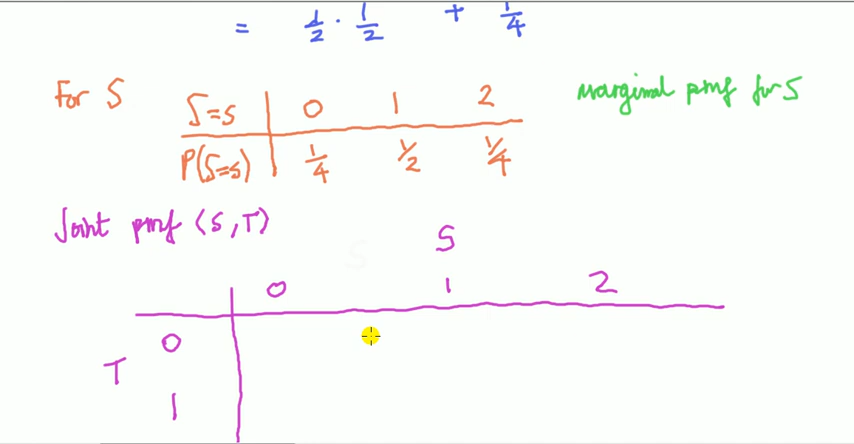 = 1/2 · 1/2 + 1/4
For S
S=s | 0 1 2
marginal pmf for S
P(S=s) | 1/4 1/2 1/4
Joint pmf (S,T)
S
0 1 2
0
T
1